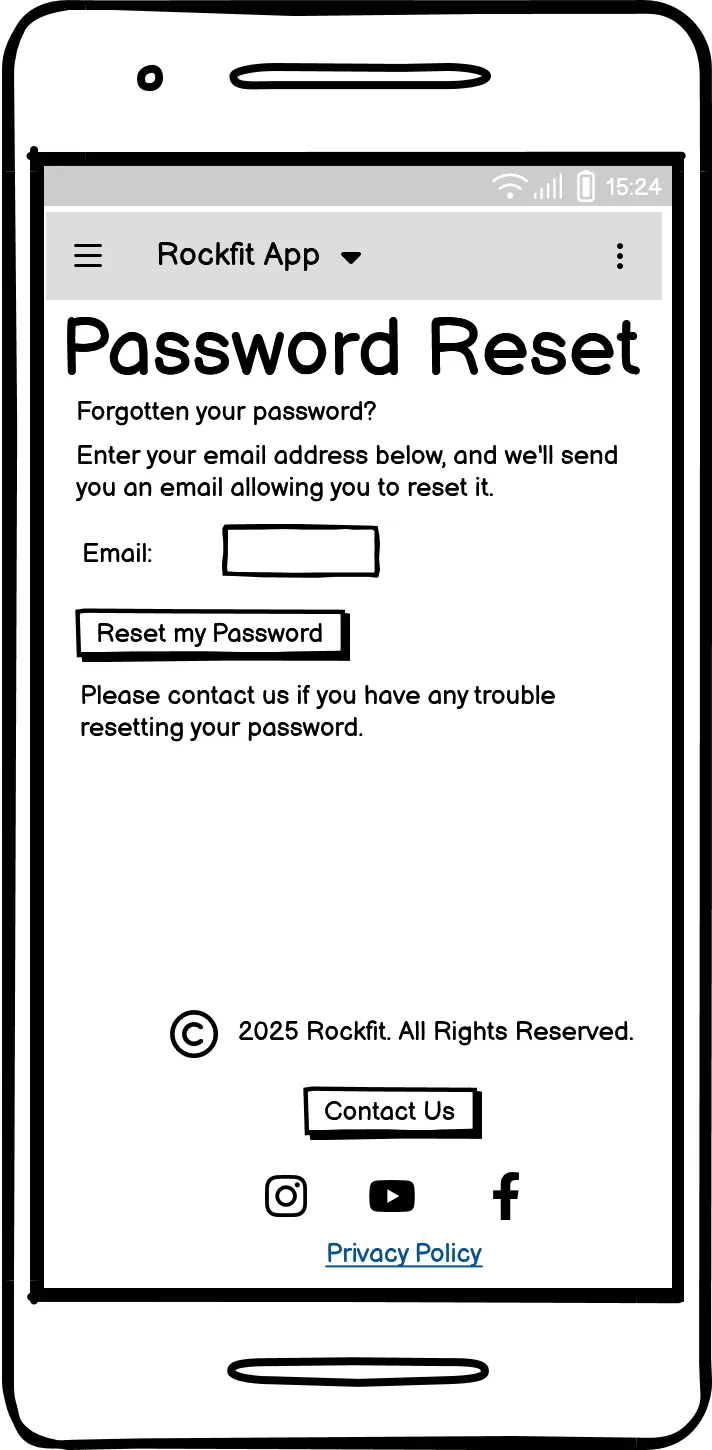 15:24
Rockfit App
Password Reset
Forgotten your password?
Enter your email address below, and we'll send
you an email allowing you to reset it.
Email:
Reset my Password
Please contact us if you have any trouble
resetting your password.
© 2025 Rockfit. All Rights Reserved.
Contact Us
Privacy Policy